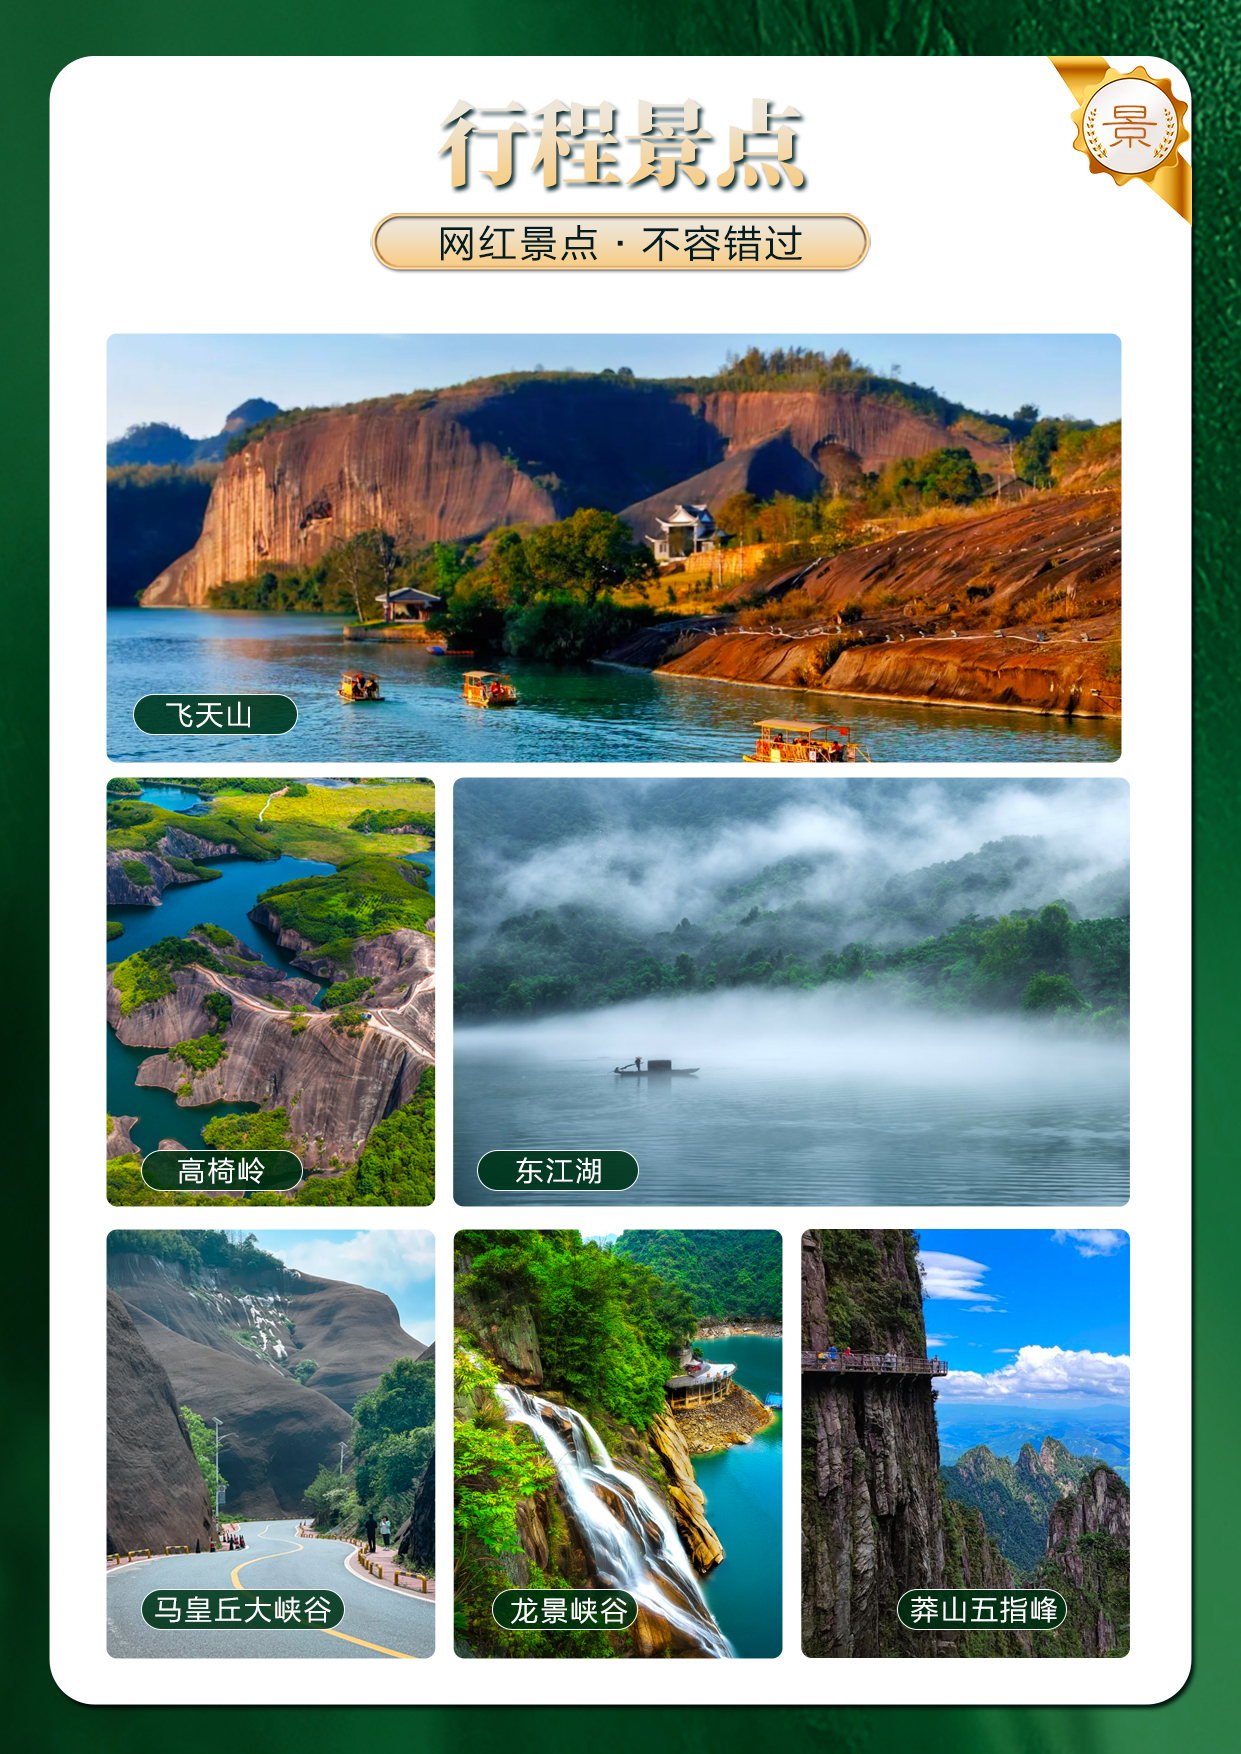 行程景点
景
网红景点·不容错过
飞天山
高椅岭
东江湖
马皇丘大峡谷
龙景峡谷
莽山五指峰